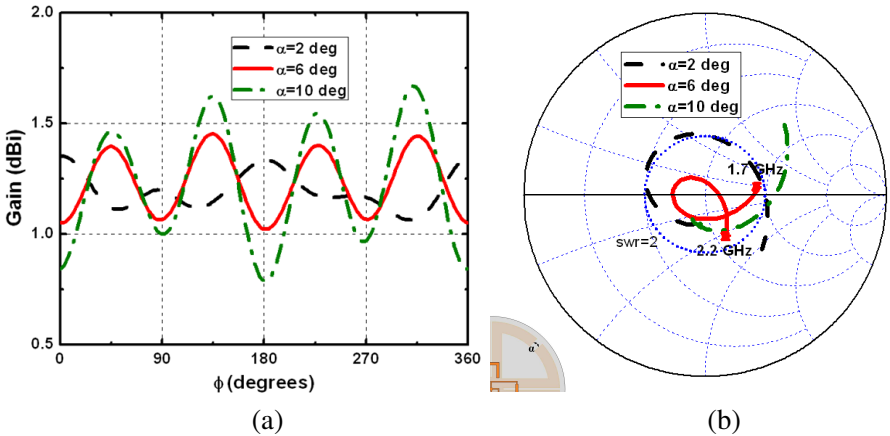 2.0
1.5
1.0
0.5
Gain (dBi)
α=2 deg
α=6 deg
α=10 deg
0 90 180 270 360
ϕ (degrees)
(a)
α=2 deg
α=6 deg
α=10 deg
1.7 GHz
2.2 GHz
swr=2
α
(b)